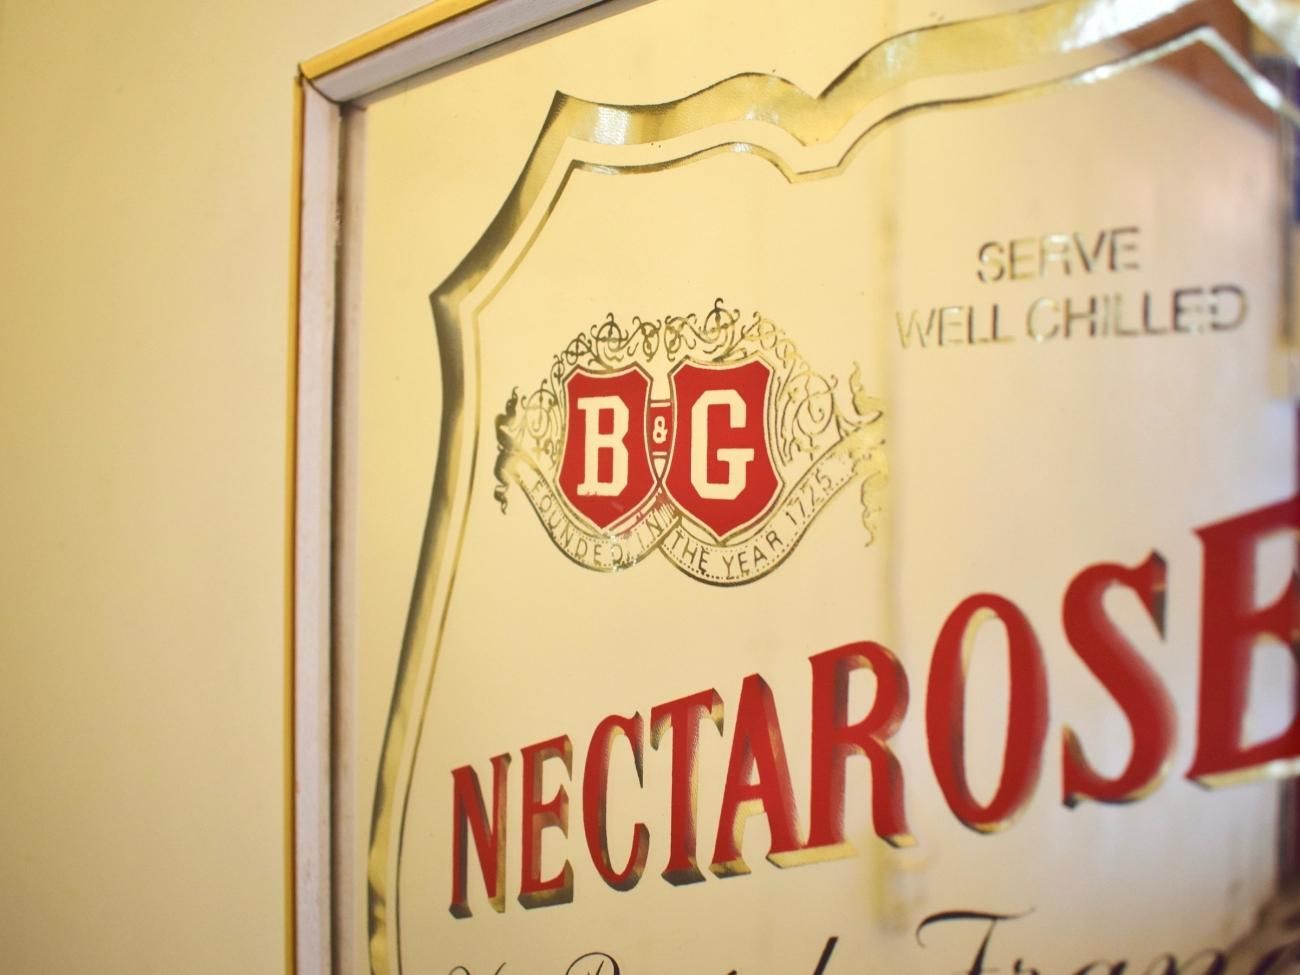 SERVE
WELL CHILLED
B & G
FOUNDED IN THE YEAR 1725
NECTAROSE